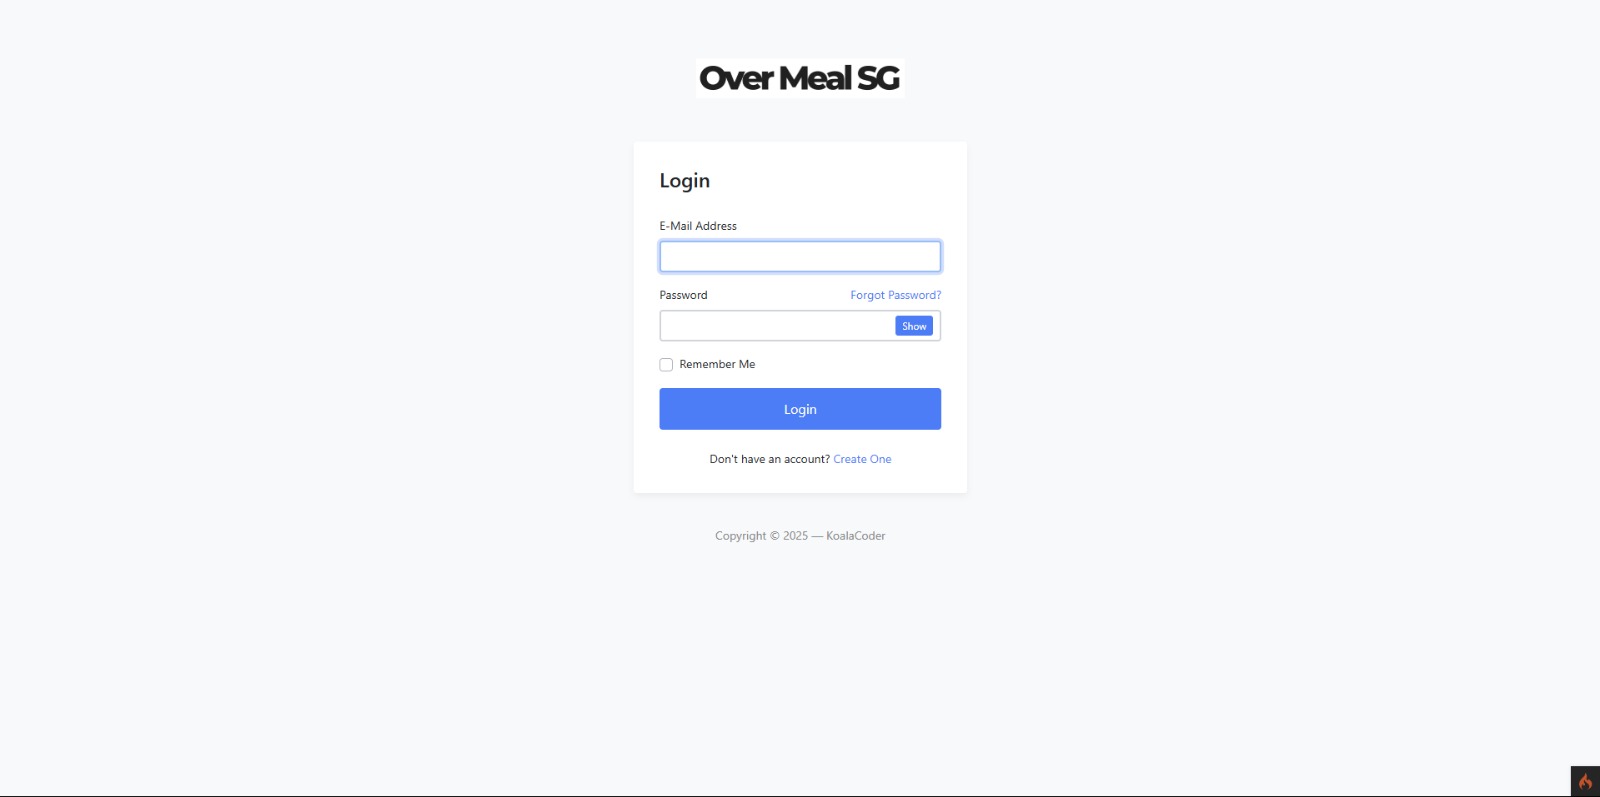 Over Meal SG
Login
E-Mail Address
Password
Forgot Password?
Show
Remember Me
Login
Don't have an account? Create One
Copyright © 2025 — KoalaCoder